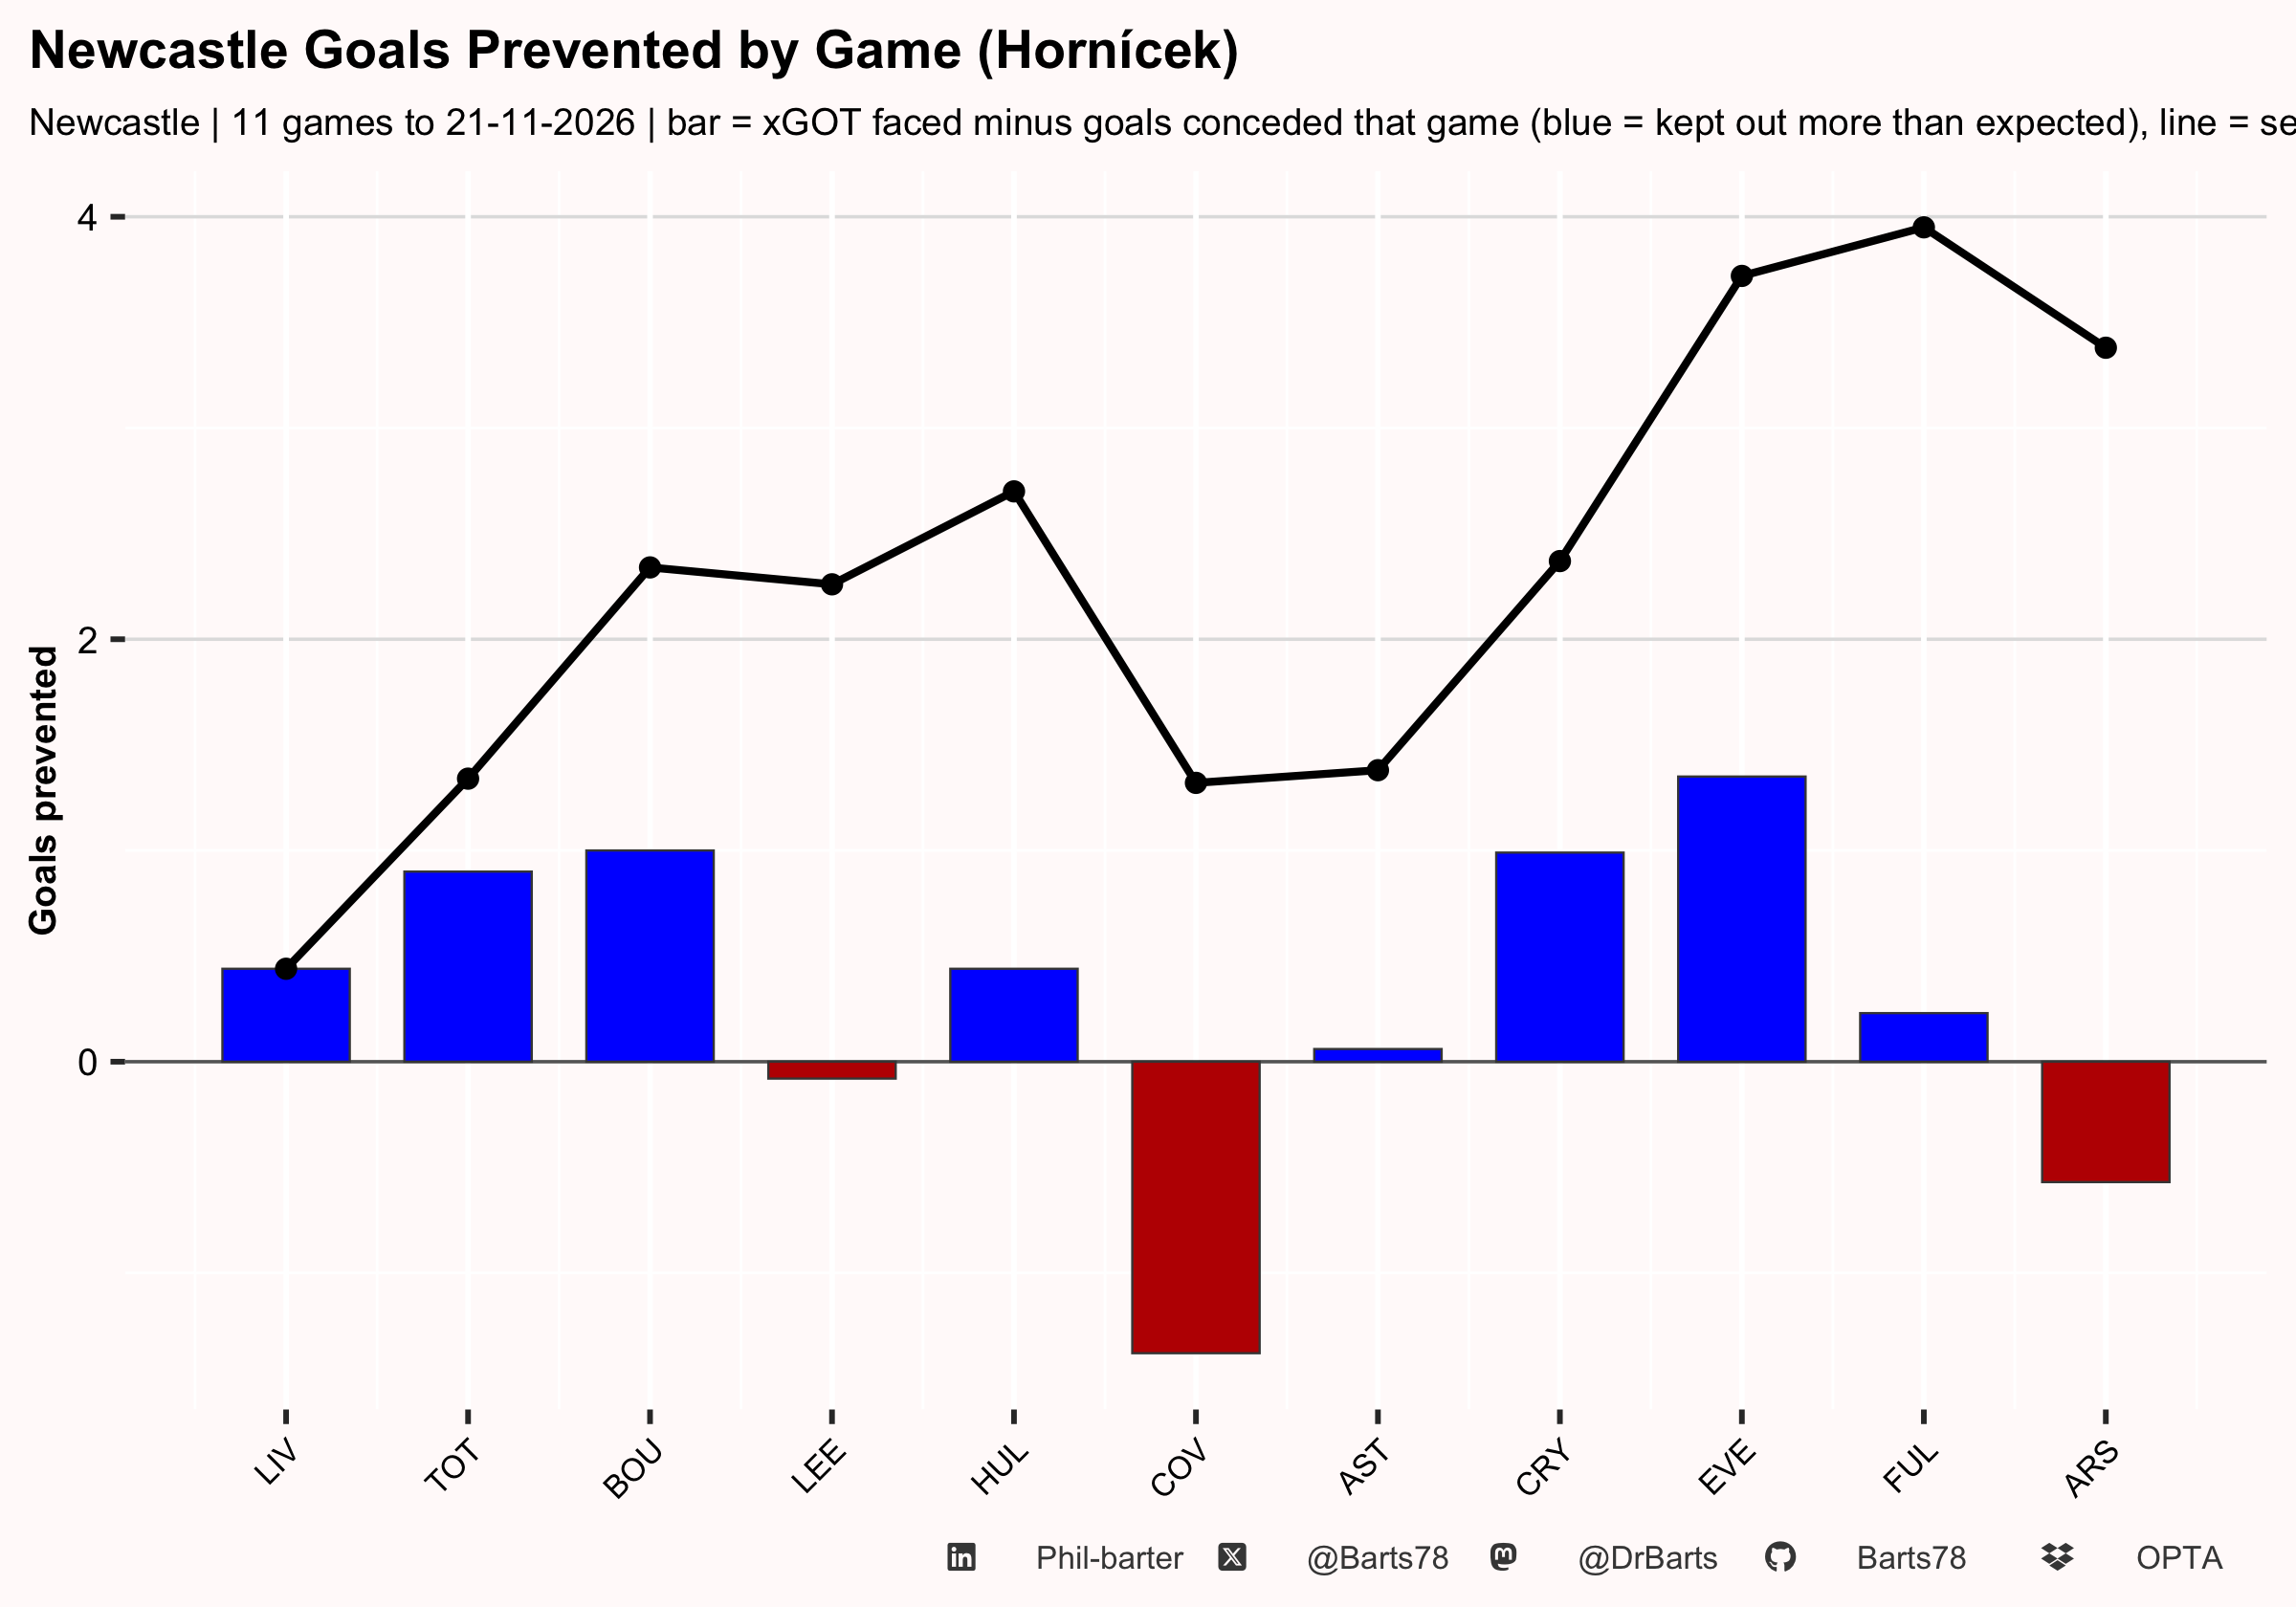 Newcastle Goals Prevented by Game (Hornícek)
Newcastle | 11 games to 21-11-2026 | bar = xGOT faced minus goals conceded that game (blue = kept out more than expected), line = se
Goals prevented
4
2
0
LIV TOT BOU LEE HUL COV AST CRY EVE FUL ARS
Phil-barter @Barts78 @DrBarts Barts78 OPTA